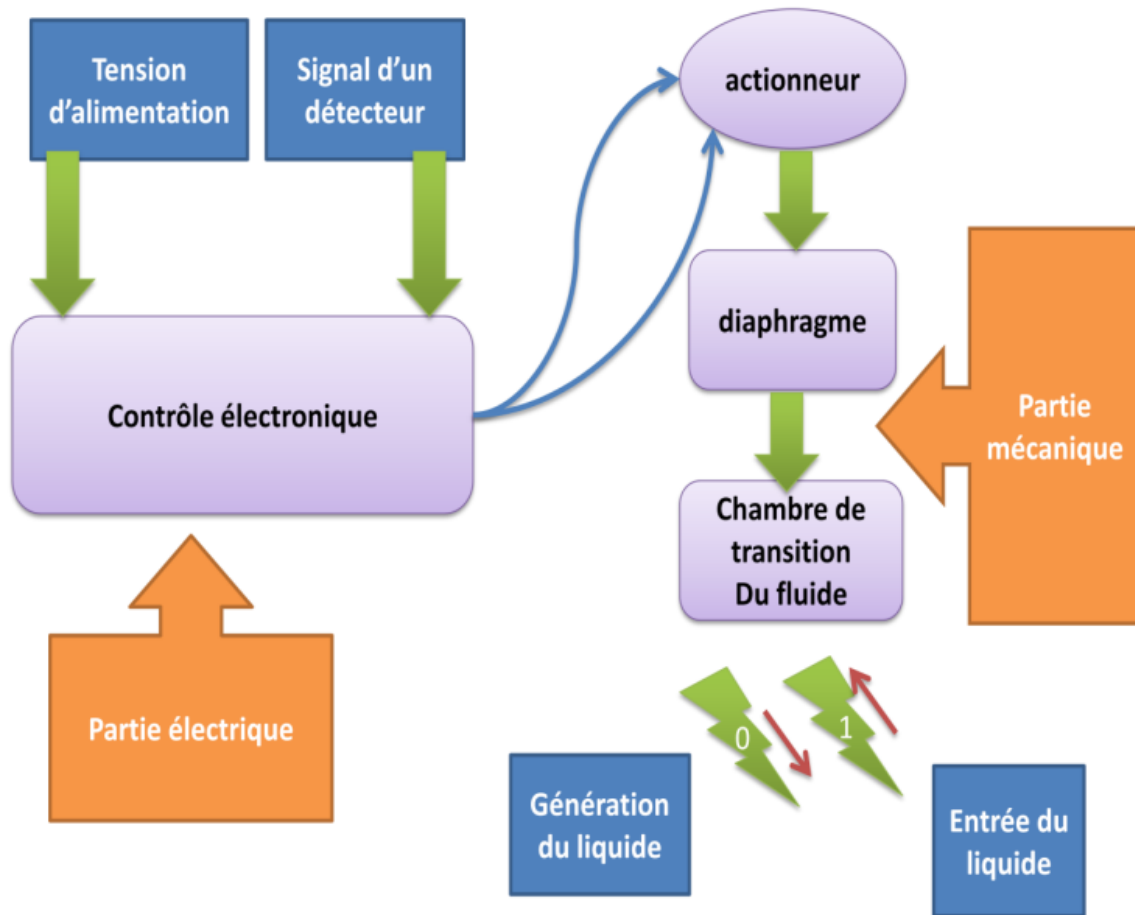 Tension
d’alimentation
Signal d’un
détecteur
actionneur
diaphragme
Contrôle électronique
Partie
mécanique
Chambre de
transition
Du fluide
Partie électrique
0
1
Génération
du liquide
Entrée du
liquide